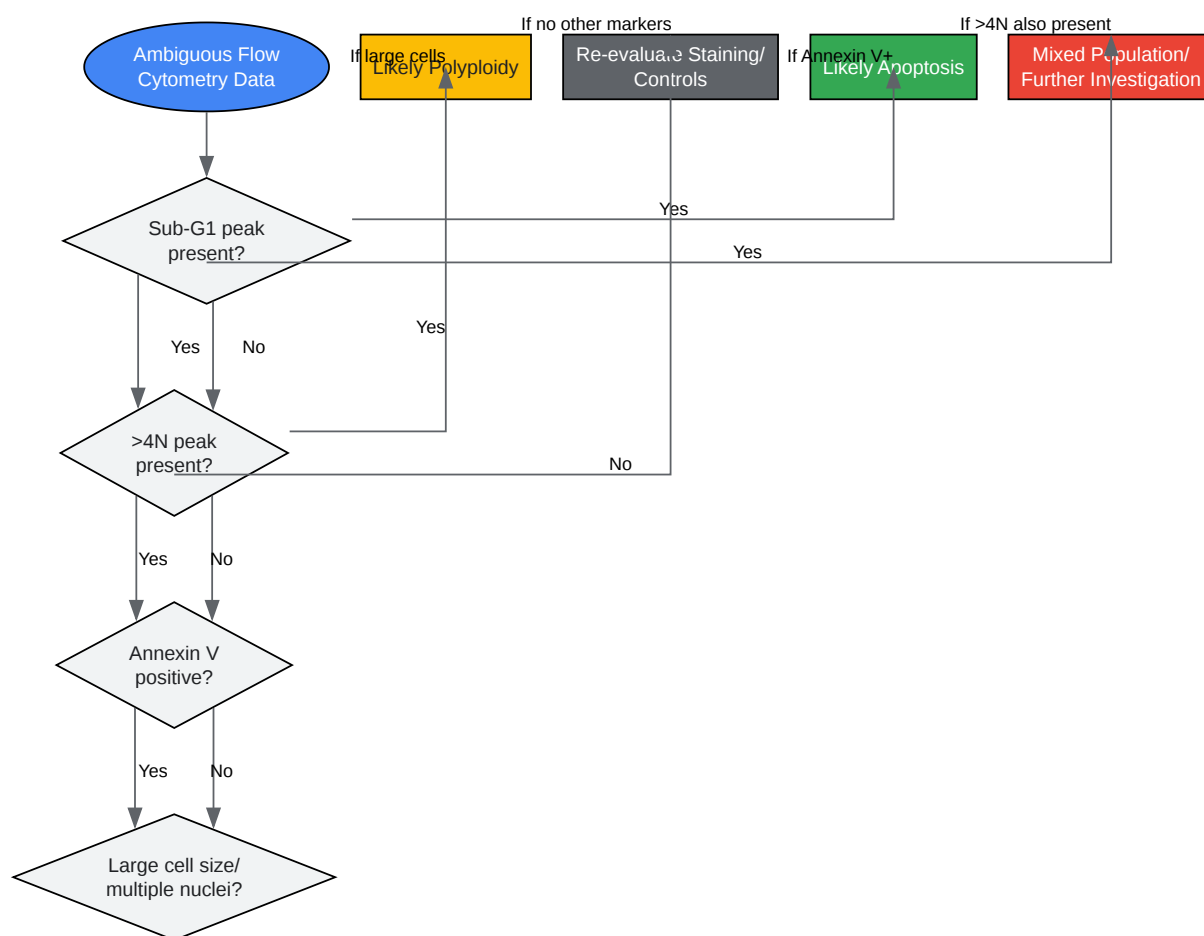 If no other markers
If >4N also present
Ambiguous Flow
Cytometry Data
If large cells
Likely Polyploidy
Re-evaluate Staining/
Controls
If Annexin V+
Likely Apoptosis
Mixed Population/
Further Investigation
Sub-G1 peak
present?
Yes
Yes
Yes
Yes
No
>4N peak
present?
No
Yes
No
Annexin V
positive?
Yes
No
Large cell size/
multiple nuclei?